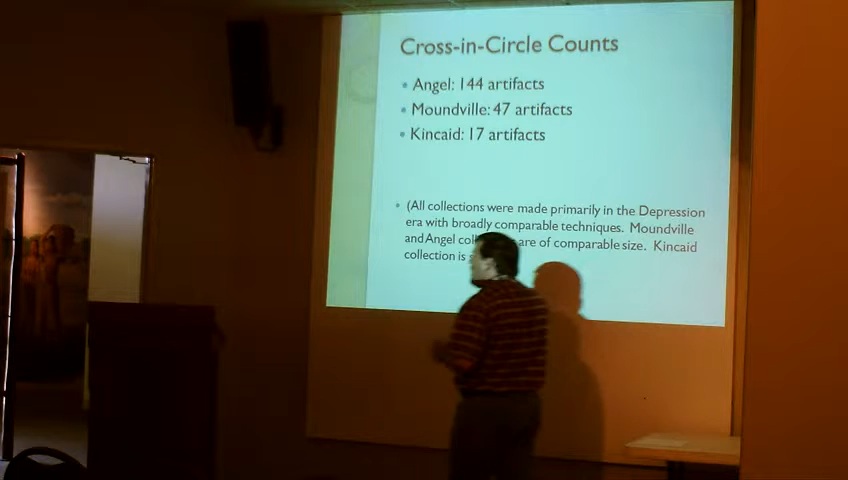 Cross-in-Circle Counts
Angel: 144 artifacts
Moundville: 47 artifacts
Kincaid: 17 artifacts
(All collections were made primarily in the Depression
era with broadly comparable techniques. Moundville
and Angel are of comparable size. Kincaid
collection is